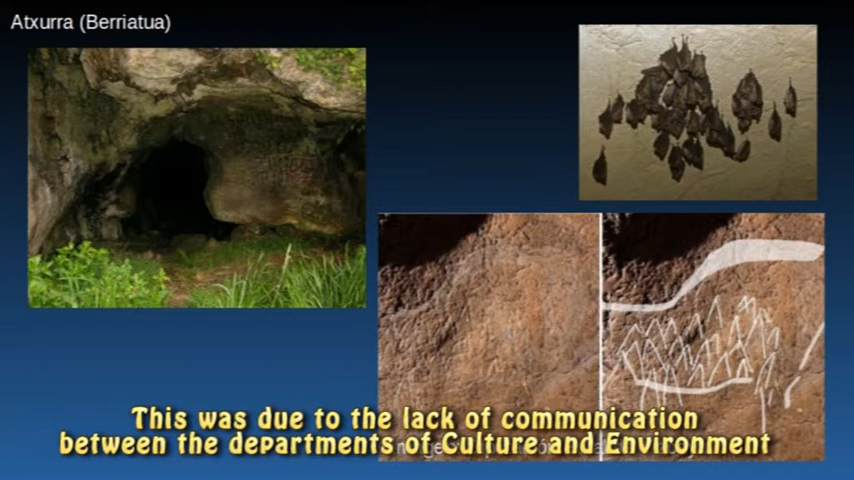 Atxurra (Berriatua)
This was due to the lack of communication
between the departments of Culture and Environment